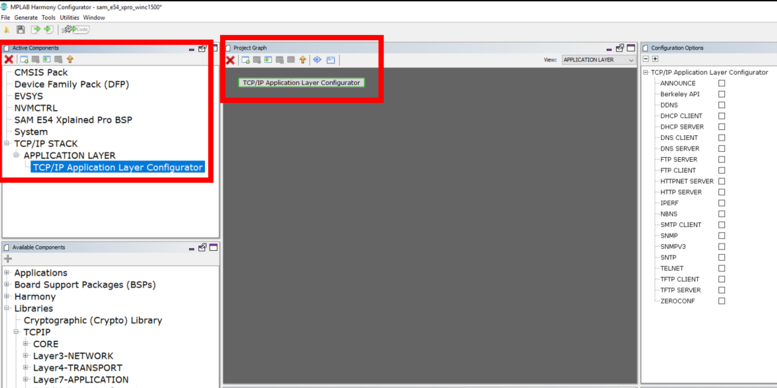 MPLAB Harmony Configurator - sam_e54_xpro_winc1500*
File Generate Tools Utilities Window
Code
Active Components
CMSIS Pack
Device Family Pack (DFP)
EVSYS
NVMCTRL
SAM E54 Xplained Pro BSP
System
TCP/IP STACK
APPLICATION LAYER
TCP/IP Application Layer Configurator
Available Components
Applications
Board Support Packages (BSPs)
Harmony
Libraries
Cryptographic (Crypto) Library
TCPIP
CORE
Layer3-NETWORK
Layer4-TRANSPORT
Layer7-APPLICATION
Project Graph
View: APPLICATION LAYER
TCP/IP Application Layer Configurator
Configuration Options
TCP/IP Application Layer Configurator
ANNOUNCE
Berkeley API
DDNS
DHCP CLIENT
DHCP SERVER
DNS CLIENT
DNS SERVER
FTP SERVER
FTP CLIENT
HTTPNET SERVER
HTTP SERVER
IPERF
NBNS
SMTP CLIENT
SNMP
SNMPV3
SNTP
TELNET
TFTP CLIENT
TFTP SERVER
ZEROCONF